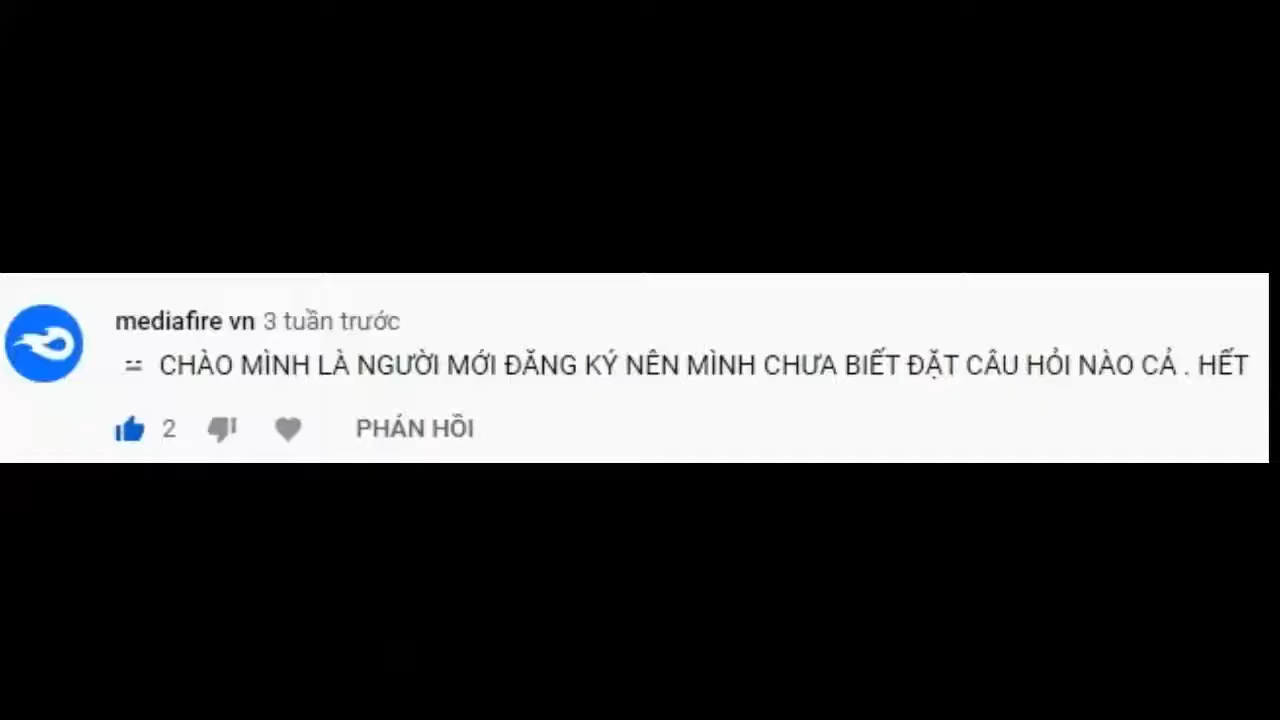 mediafire vn 3 tuần trước
:: CHÀO MÌNH LÀ NGƯỜI MỚI ĐĂNG KÝ NÊN MÌNH CHƯA BIẾT ĐẶT CÂU HỎI NÀO CẢ . HẾT
2 PHẢN HỒI